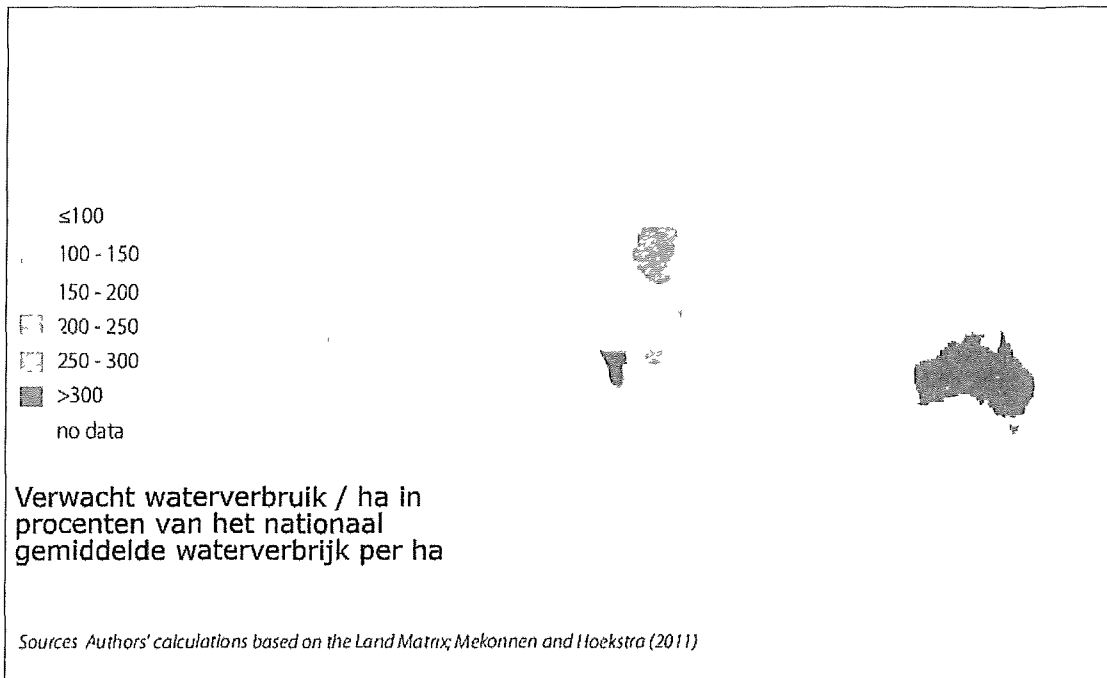 ≤100
100 - 150
150 - 200
200 - 250
250 - 300
>300
no data
Verwacht waterverbruik / ha in
procenten van het nationaal
gemiddelde waterverbrijk per ha
Sources Authors' calculations based on the Land Matrix; Mekonnen and Hoekstra (2011)